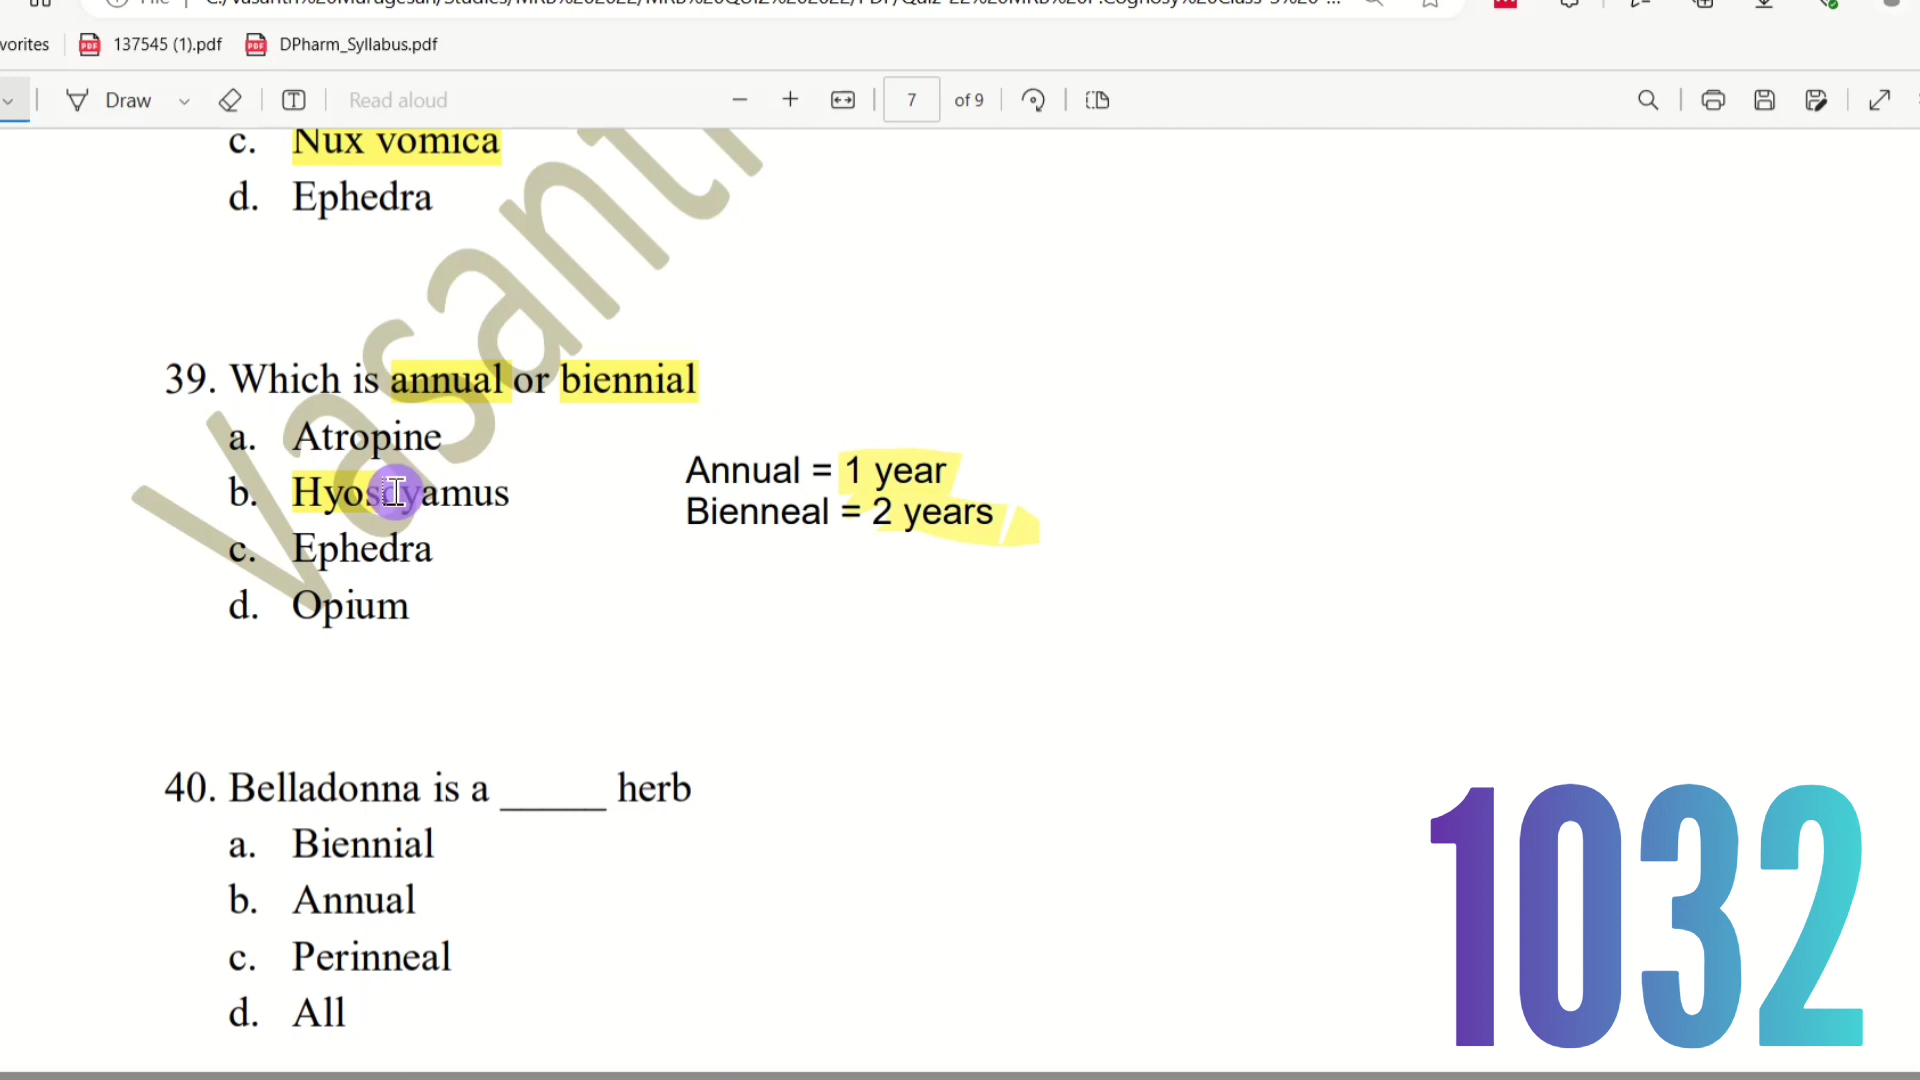 vorites
137545 (1).pdf
DPharm_Syllabus.pdf
Draw
Read aloud
7
of 9
c. Nux vomica
d. Ephedra
Vasant
39. Which is annual or biennial
a. Atropine
b. Hyoscyamus
c. Ephedra
d. Opium
Annual = 1 year
Bienneal = 2 years
40. Belladonna is a _____ herb
a. Biennial
b. Annual
c. Perinneal
d. All
1032